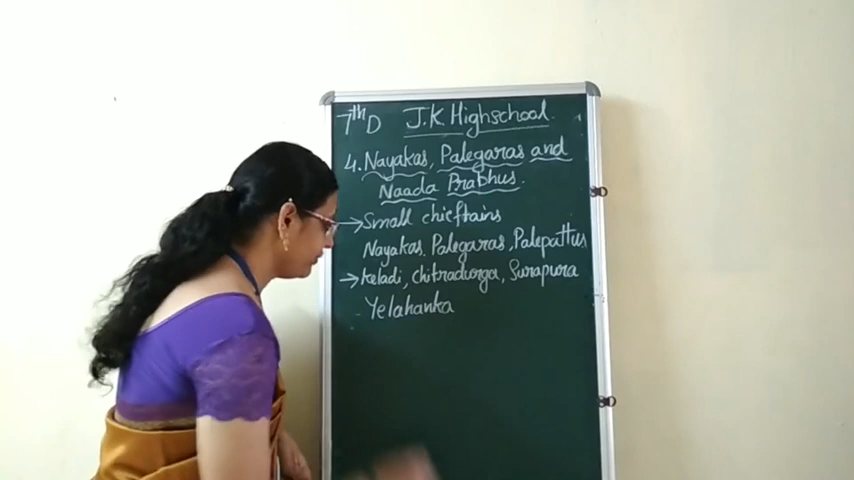 7th D J.K. Highschool.
4. Nayakas, Palegaras and
Naada Prabhus.
→ Small chieftains
Nayakas, Palegaras, Palepattus
→ Keladi, chitradurga, Surapura
Yelahanka